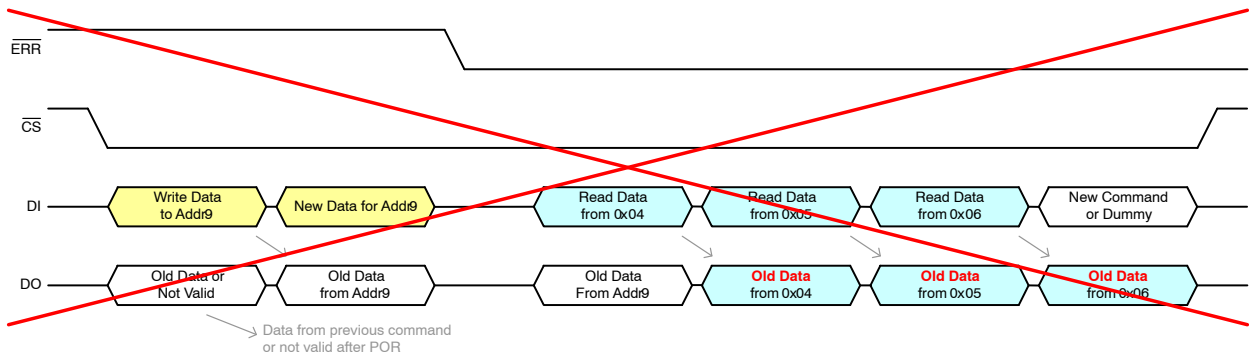 ERR
CS
DI
Write Data
to Addr9
New Data for Addr9
Read Data
from 0x04
Read Data
from 0x05
Read Data
from 0x06
New Command
or Dummy
DO
Old Data or
Not Valid
Old Data
from Addr9
Old Data
From Addr9
Old Data
from 0x04
Old Data
from 0x05
Old Data
from 0x06
Data from previous command
or not valid after POR